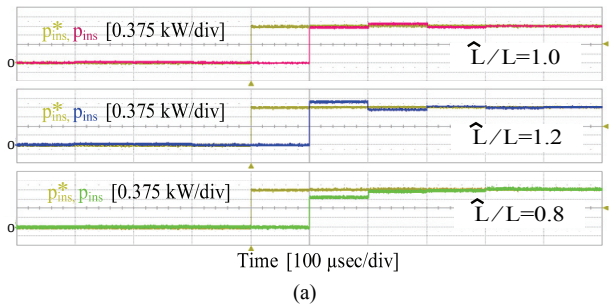 p*ins, pins [0.375 kW/div]
L̂/L=1.0
0
p*ins, pins [0.375 kW/div]
L̂/L=1.2
0
p*ins, pins [0.375 kW/div]
L̂/L=0.8
0
Time [100 μsec/div]
(a)